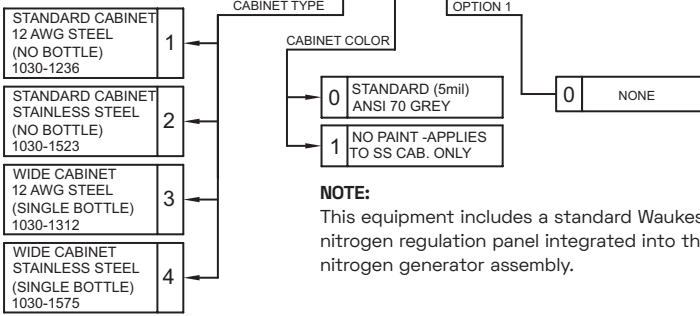 CABINET TYPE
OPTION 1
STANDARD CABINET
12 AWG STEEL
(NO BOTTLE)
1030-1236
1
CABINET COLOR
STANDARD CABINET
STAINLESS STEEL
(NO BOTTLE)
1030-1523
2
0
STANDARD (5mil)
ANSI 70 GREY
0
NONE
1
NO PAINT -APPLIES
TO SS CAB. ONLY
WIDE CABINET
12 AWG STEEL
(SINGLE BOTTLE)
1030-1312
3
WIDE CABINET
STAINLESS STEEL
(SINGLE BOTTLE)
1030-1575
4
NOTE:
This equipment includes a standard Waukes
nitrogen regulation panel integrated into th
nitrogen generator assembly.